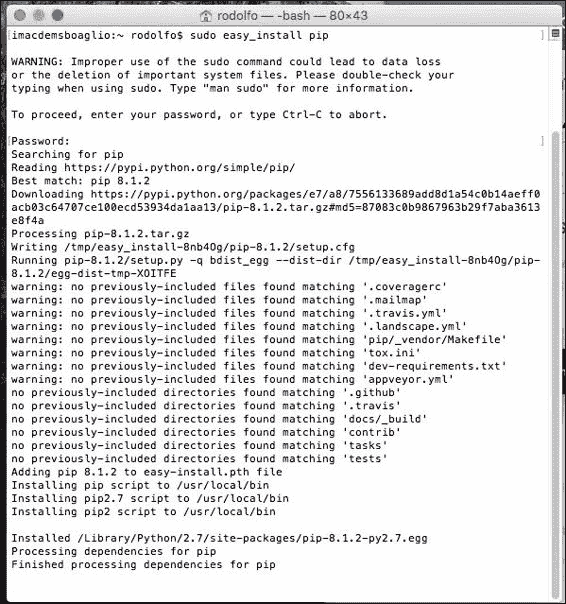 rodolfo — -bash — 80×43
[imacdemsboaglio:~ rodolfo$ sudo easy_install pip ]
WARNING: Improper use of the sudo command could lead to data loss
or the deletion of important system files. Please double-check your
typing when using sudo. Type "man sudo" for more information.
To proceed, enter your password, or type Ctrl-C to abort.
[Password: ]
Searching for pip
Reading https://pypi.python.org/simple/pip/
Best match: pip 8.1.2
Downloading https://pypi.python.org/packages/e7/a8/7556133689add8d1a54c0b14aeff0
acb03c64707ce100ecd53934da1aa13/pip-8.1.2.tar.gz#md5=87083c0b9867963b29f7aba3613
e8f4a
Processing pip-8.1.2.tar.gz
Writing /tmp/easy_install-8nb4Og/pip-8.1.2/setup.cfg
Running pip-8.1.2/setup.py -q bdist_egg --dist-dir /tmp/easy_install-8nb4Og/pip-
8.1.2/egg-dist-tmp-XOITFE
warning: no previously-included files found matching '.coveragerc'
warning: no previously-included files found matching '.mailmap'
warning: no previously-included files found matching '.travis.yml'
warning: no previously-included files found matching '.landscape.yml'
warning: no previously-included files found matching 'pip/_vendor/Makefile'
warning: no previously-included files found matching 'tox.ini'
warning: no previously-included files found matching 'dev-requirements.txt'
warning: no previously-included files found matching 'appveyor.yml'
no previously-included directories found matching '.github'
no previously-included directories found matching '.travis'
no previously-included directories found matching 'docs/_build'
no previously-included directories found matching 'contrib'
no previously-included directories found matching 'tasks'
no previously-included directories found matching 'tests'
Adding pip 8.1.2 to easy-install.pth file
Installing pip script to /usr/local/bin
Installing pip2.7 script to /usr/local/bin
Installing pip2 script to /usr/local/bin
Installed /Library/Python/2.7/site-packages/pip-8.1.2-py2.7.egg
Processing dependencies for pip
Finished processing dependencies for pip